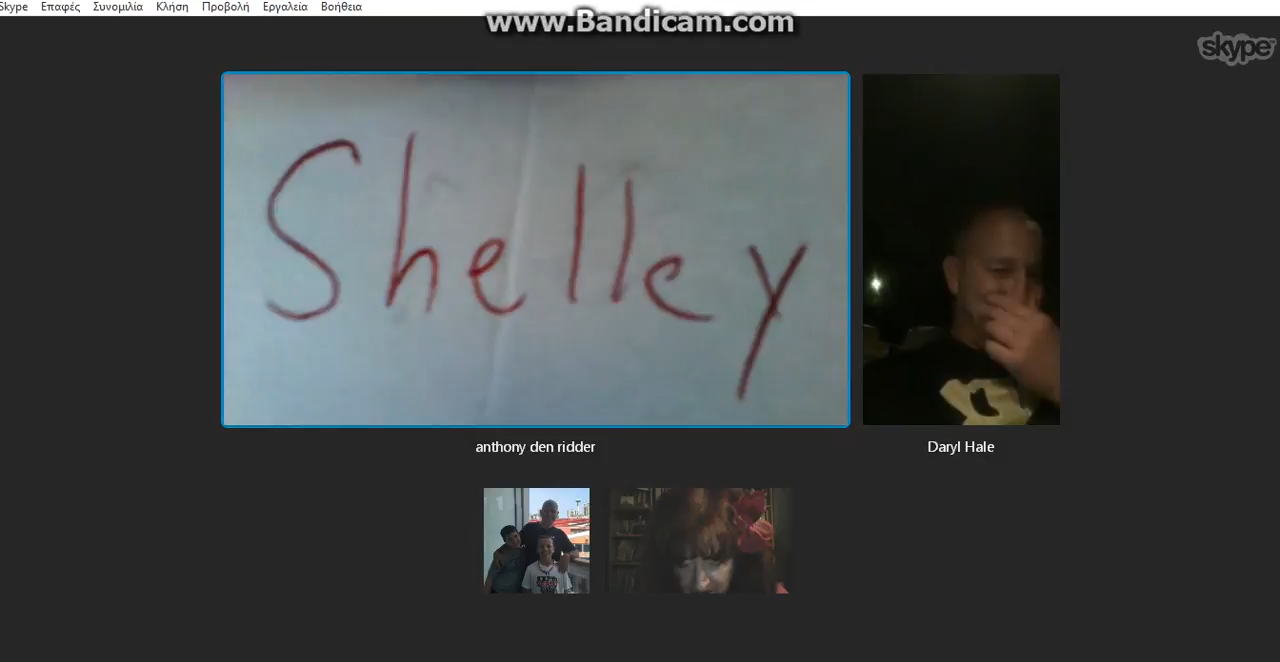 Skype Επαφές Συνομιλία Κλήση Προβολή Εργαλεία Βοήθεια
www.Bandicam.com
skype
Shelley
anthony den ridder
Daryl Hale